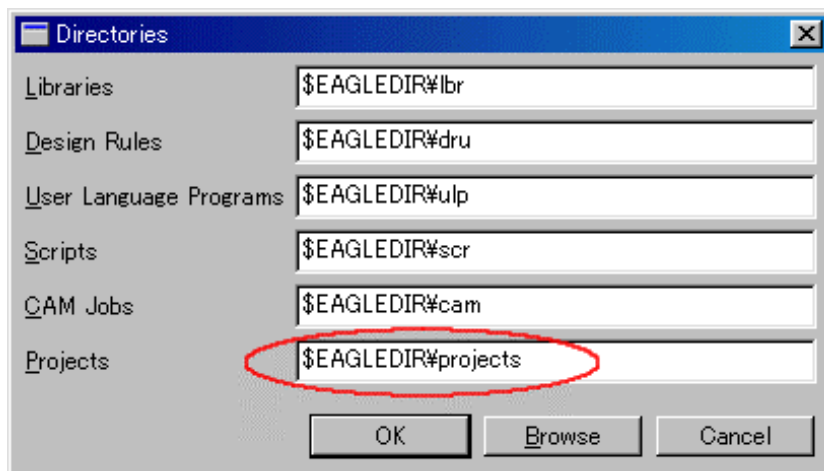 Directories
Libraries $EAGLEDIR¥lbr
Design Rules $EAGLEDIR¥dru
User Language Programs $EAGLEDIR¥ulp
Scripts $EAGLEDIR¥scr
CAM Jobs $EAGLEDIR¥cam
Projects $EAGLEDIR¥projects
OK Browse Cancel